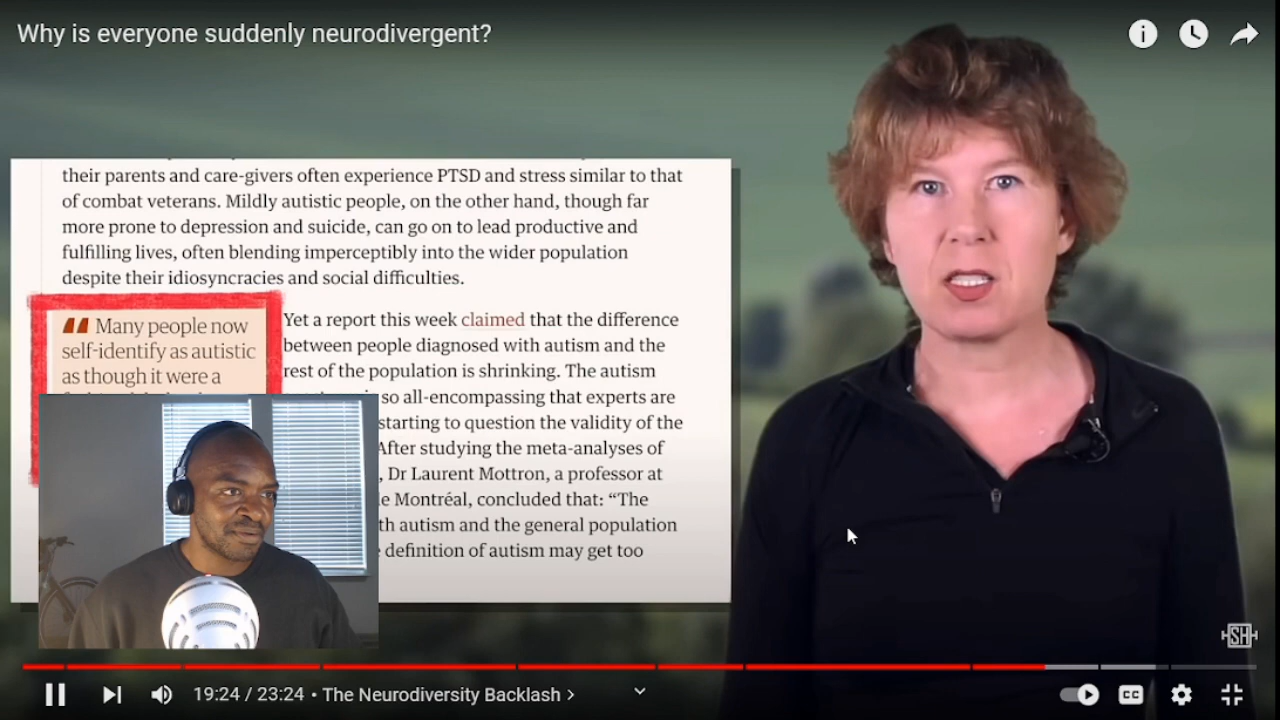 Why is everyone suddenly neurodivergent?
their parents and care-givers often experience PTSD and stress similar to that
of combat veterans. Mildly autistic people, on the other hand, though far
more prone to depression and suicide, can go on to lead productive and
fulfilling lives, often blending imperceptibly into the wider population
despite their idiosyncracies and social difficulties.
Many people now
self-identify as autistic
as though it were a
Yet a report this week claimed that the difference
between people diagnosed with autism and the
rest of the population is shrinking. The autism
so all-encompassing that experts are
starting to question the validity of the
After studying the meta-analyses of
, Dr Laurent Mottron, a professor at
Montréal, concluded that: “The
autism and the general population
definition of autism may get too
SH
19:24 / 23:24 • The Neurodiversity Backlash >
CC